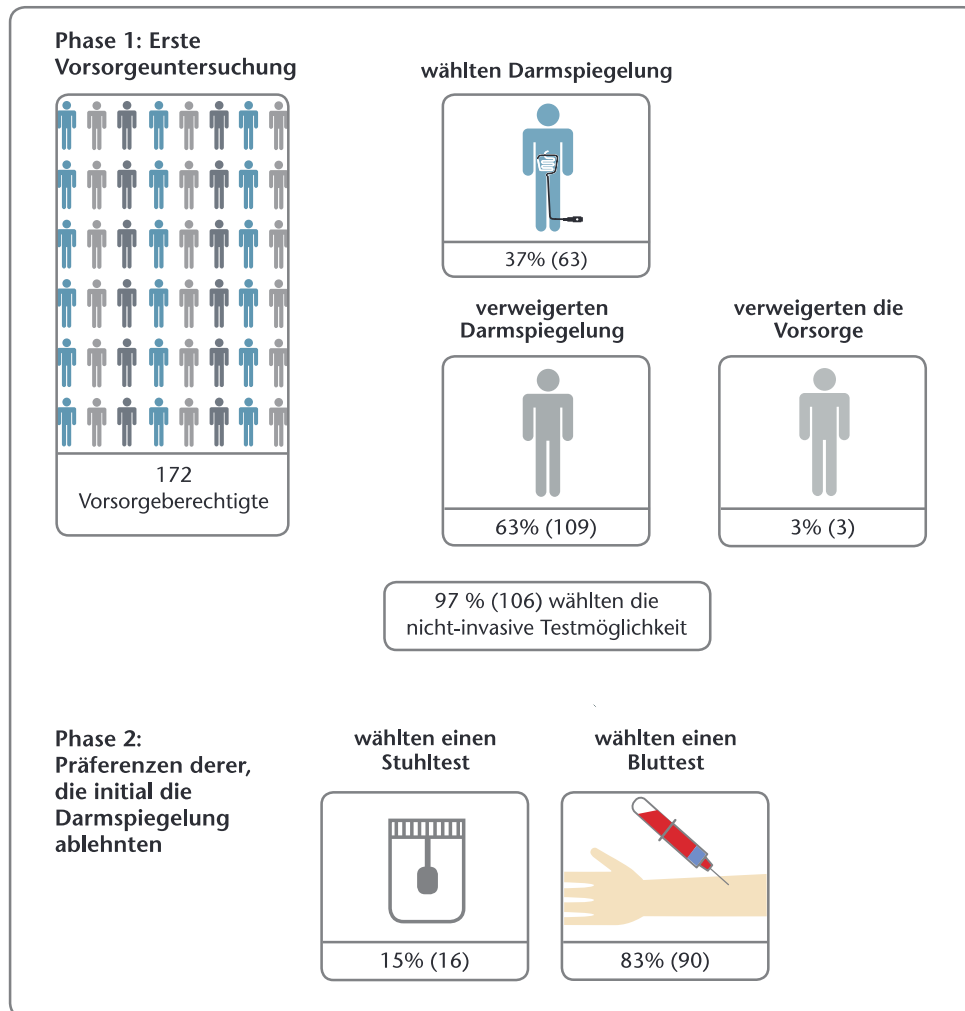 Phase 1: Erste
Vorsorgeuntersuchung
172
Vorsorgeberechtigte
wählten Darmspiegelung
37% (63)
verweigerten
Darmspiegelung
63% (109)
verweigerten die
Vorsorge
3% (3)
97 % (106) wählten die
nicht-invasive Testmöglichkeit
Phase 2:
Präferenzen derer,
die initial die
Darmspiegelung
ablehnten
wählten einen
Stuhltest
15% (16)
wählten einen
Bluttest
83% (90)